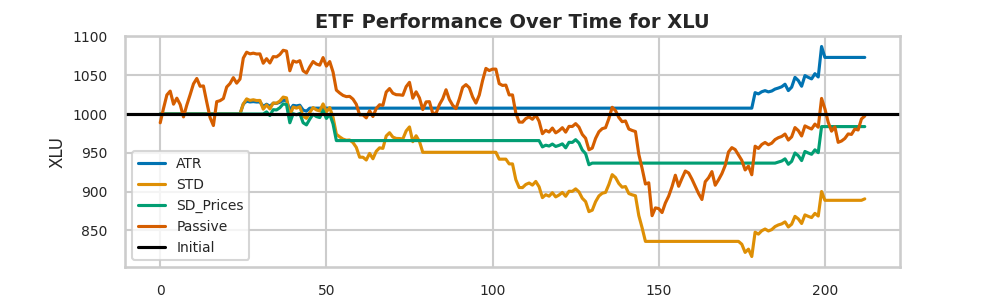 ETF Performance Over Time for XLU
XLU
1100
1050
1000
950
900
850
ATR
STD
SD_Prices
Passive
Initial
0
50
100
150
200